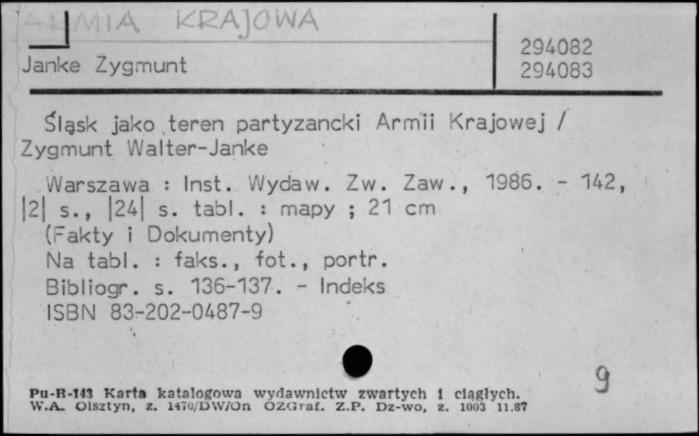 ARMIA KRAJOWA
294082
Janke Zygmunt
294083
Śląsk jako teren partyzancki Armii Krajowej /
Zygmunt Walter-Janke
Warszawa : Inst. Wydaw. Zw. Zaw., 1986. - 142,
|2| s., |24| s. tabl. : mapy ; 21 cm
(Fakty i Dokumenty)
Na tabl. : faks., fot., portr.
Bibliogr. s. 136-137. - Indeks
ISBN 83-202-0487-9
9
Pu-R-143 Karta katalogowa wydawnictw zwartych i ciągłych.
W.A. Olsztyn, z. 1470/DW/On OZGraf. Z.P. Dz-wo, z. 1003 11.87